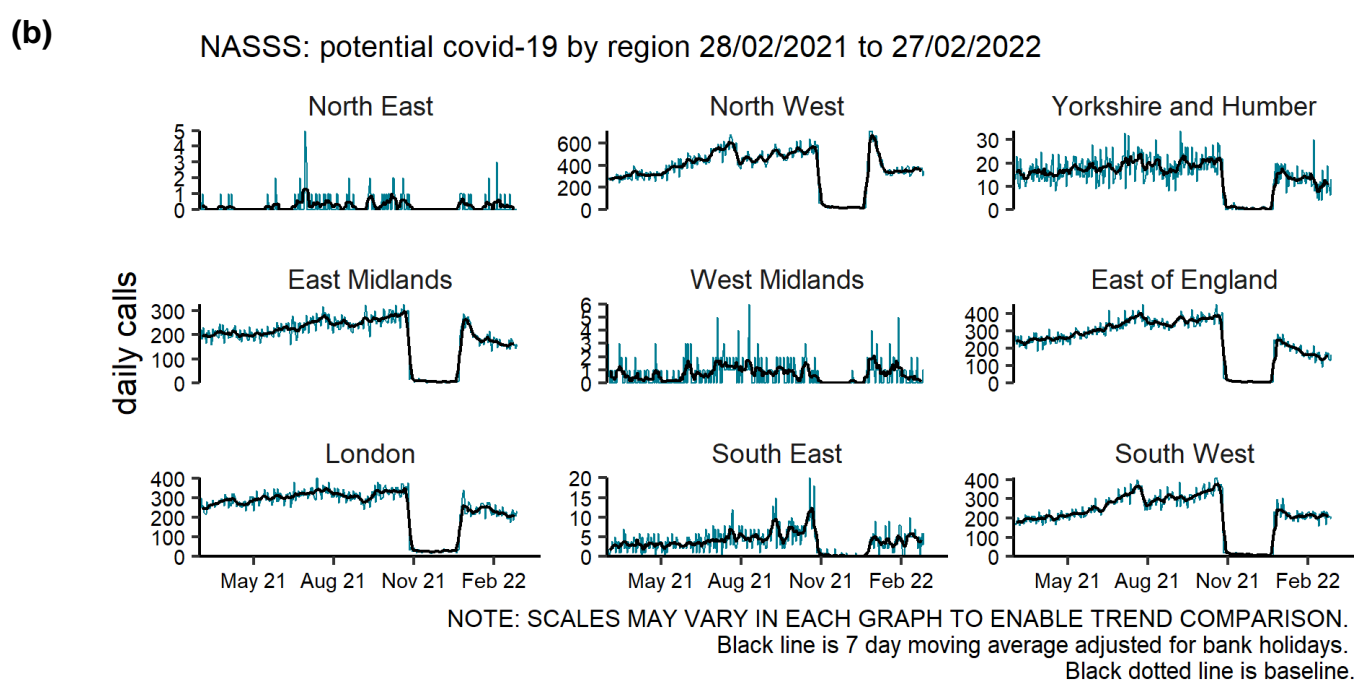 (b)
NASSS: potential covid-19 by region 28/02/2021 to 27/02/2022
North East
5
4
3
2
1
0
North West
600
400
200
0
Yorkshire and Humber
30
20
10
0
daily calls
East Midlands
300
200
100
0
West Midlands
6
5
4
3
2
1
0
East of England
400
300
200
100
0
London
400
300
200
100
0
May 21 Aug 21 Nov 21 Feb 22
South East
20
15
10
5
0
May 21 Aug 21 Nov 21 Feb 22
South West
400
300
200
100
0
May 21 Aug 21 Nov 21 Feb 22
NOTE: SCALES MAY VARY IN EACH GRAPH TO ENABLE TREND COMPARISON.
Black line is 7 day moving average adjusted for bank holidays.
Black dotted line is baseline.